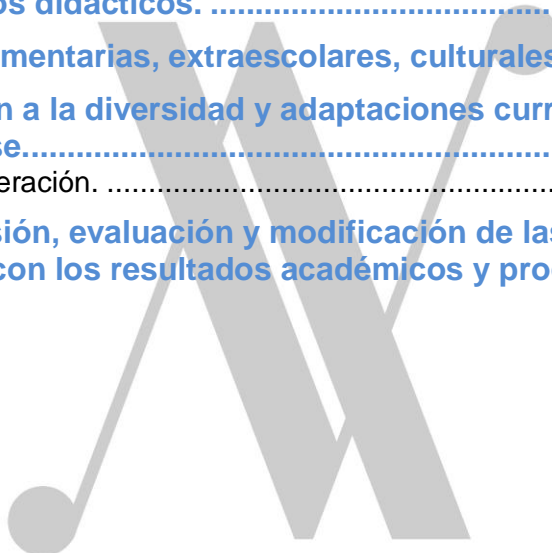 os didácticos. ........................................
mentarias, extraescolares, culturales
n a la diversidad y adaptaciones curr
se...............................................................
eración. ......................................................
sión, evaluación y modificación de las
con los resultados académicos y pro